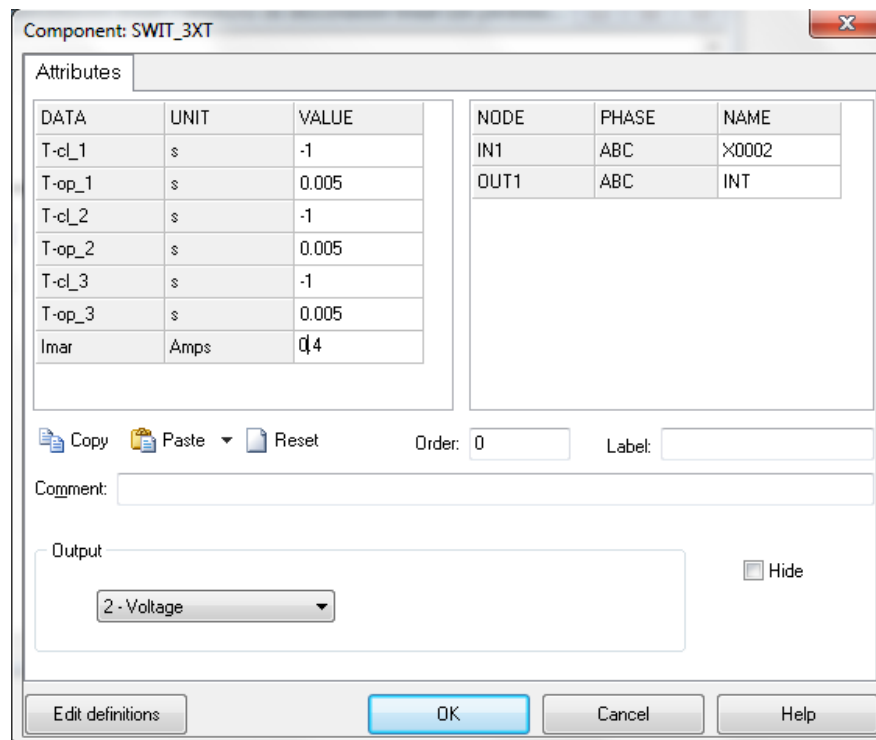 Component: SWIT_3XT
Attributes
DATA UNIT VALUE
T-cl_1 s -1
T-op_1 s 0.005
T-cl_2 s -1
T-op_2 s 0.005
T-cl_3 s -1
T-op_3 s 0.005
Imar Amps 0.4
NODE PHASE NAME
IN1 ABC X0002
OUT1 ABC INT
Copy Paste Reset Order: 0 Label:
Comment:
Output
2 - Voltage
Hide
Edit definitions OK Cancel Help